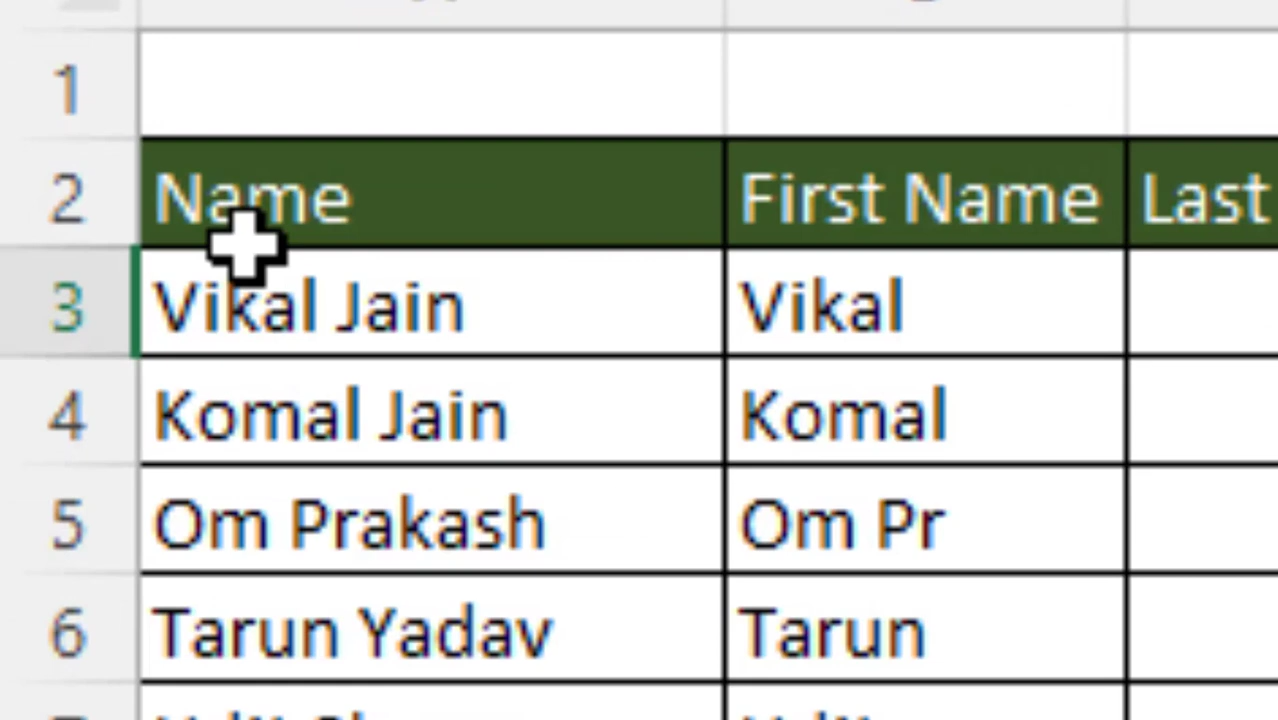 1
2 Name First Name Last
3 Vikal Jain Vikal
4 Komal Jain Komal
5 Om Prakash Om Pr
6 Tarun Yadav Tarun